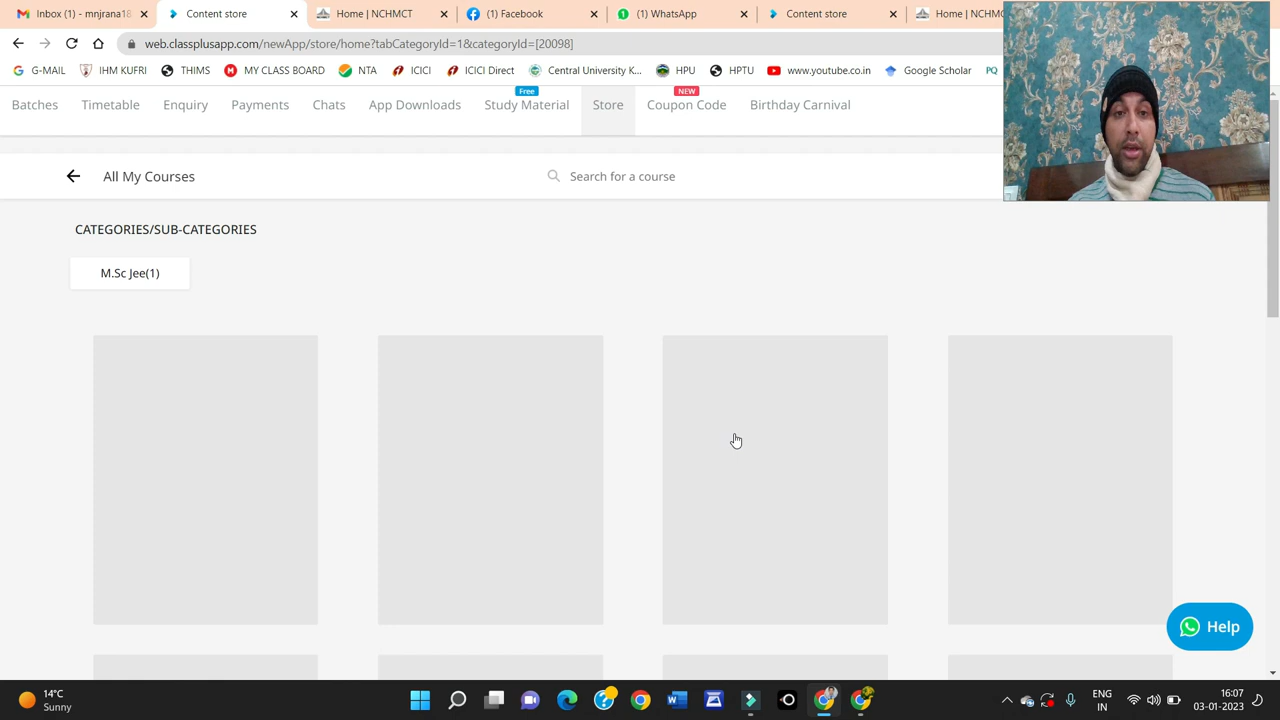 Inbox (1) - mnjrana18
Content store
Home | NCHMCT
(1) Facebook
(1) WhatsApp
Content store
Home | NCHM
web.classplusapp.com/newApp/store/home?tabCategoryId=1&categoryId=[20098]
G-MAIL
IHM KUFRI
THIMS
MY CLASS BOARD
NTA
ICICI
ICICI Direct
Central University K...
HPU
HPTU
www.youtube.co.in
Google Scholar
PQ
Free
NEW
Batches
Timetable
Enquiry
Payments
Chats
App Downloads
Study Material
Store
Coupon Code
Birthday Carnival
All My Courses
Search for a course
CATEGORIES/SUB-CATEGORIES
M.Sc Jee(1)
Help
14°C
Sunny
ENG
IN
16:07
03-01-2023